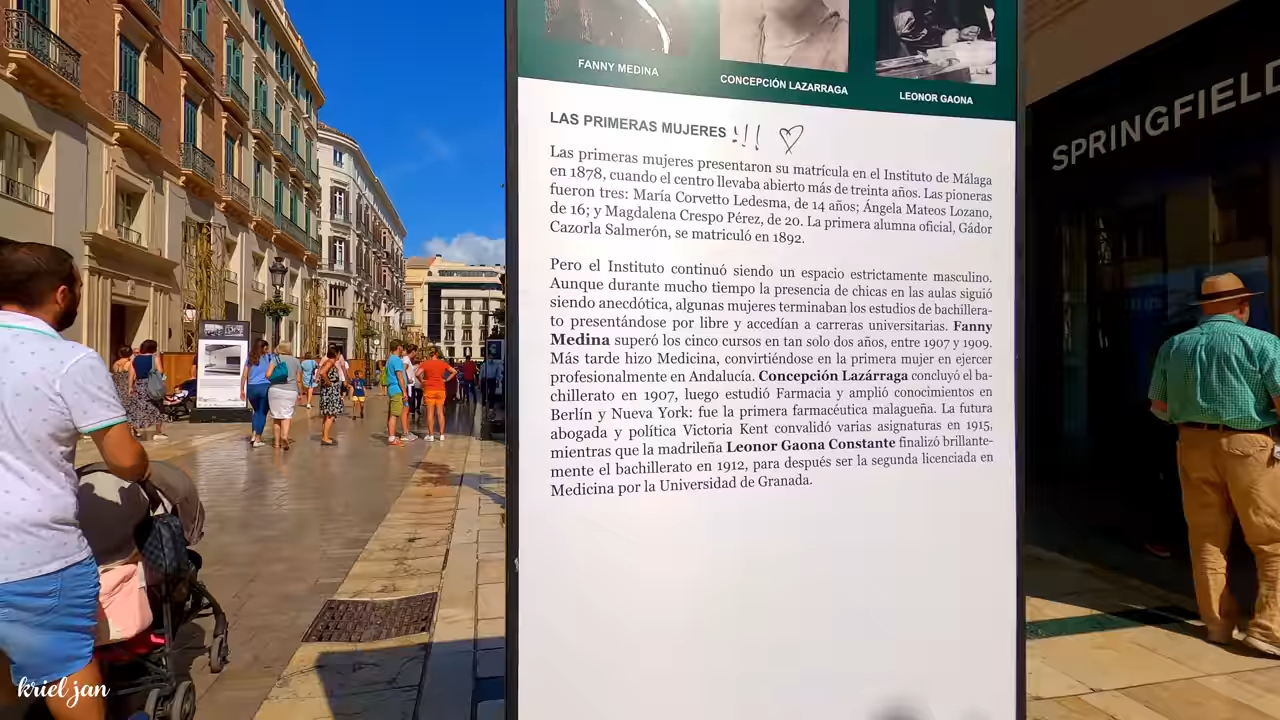 FANNY MEDINA
CONCEPCIÓN LAZARRAGA
LEONOR GAONA
LAS PRIMERAS MUJERES !!!
Las primeras mujeres presentaron su matrícula en el Instituto de Málaga
en 1878, cuando el centro llevaba abierto más de treinta años. Las pioneras
fueron tres: María Corvetto Ledesma, de 14 años; Ángela Mateos Lozano,
de 16; y Magdalena Crespo Pérez, de 20. La primera alumna oficial, Gádor
Cazorla Salmerón, se matriculó en 1892.
Pero el Instituto continuó siendo un espacio estrictamente masculino.
Aunque durante mucho tiempo la presencia de chicas en las aulas siguió
siendo anecdótica, algunas mujeres terminaban los estudios de bachillera-
to presentándose por libre y accedían a carreras universitarias. Fanny
Medina superó los cinco cursos en tan solo dos años, entre 1907 y 1909.
Más tarde hizo Medicina, convirtiéndose en la primera mujer en ejercer
profesionalmente en Andalucía. Concepción Lazárraga concluyó el ba-
chillerato en 1907, luego estudió Farmacia y amplió conocimientos en
Berlín y Nueva York: fue la primera farmacéutica malagueña. La futura
abogada y política Victoria Kent convalidó varias asignaturas en 1915,
mientras que la madrileña Leonor Gaona Constante finalizó brillante-
mente el bachillerato en 1912, para después ser la segunda licenciada en
Medicina por la Universidad de Granada.
SPRINGFIELD
kriel jan